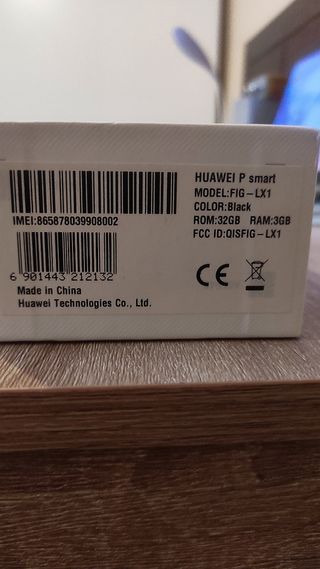 HUAWEI P smart
MODEL:FIG-LX1
COLOR:Black
ROM:32GB RAM:3GB
FCC ID:QISFIG-LX1
IMEI:865878039908002
6 901443 212132
CE
Made in China
Huawei Technologies Co., Ltd.